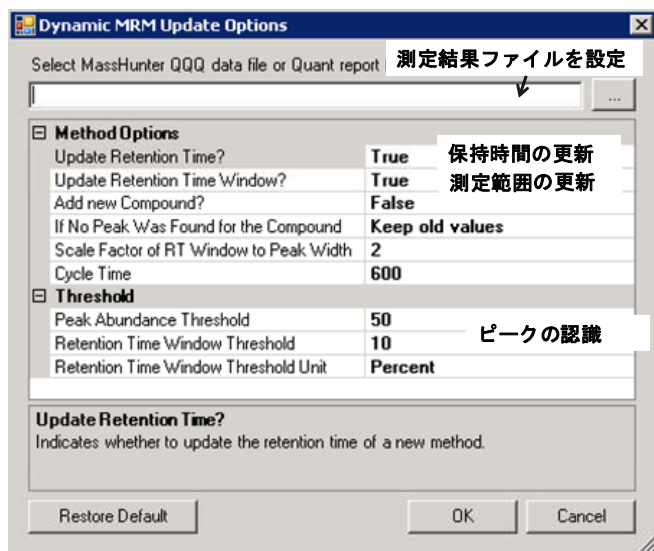 Dynamic MRM Update Options
Select MassHunter QQQ data file or Quant report 測定結果ファイルを設定
...
Method Options
Update Retention Time? True 保持時間の更新
Update Retention Time Window? True 測定範囲の更新
Add new Compound? False
If No Peak Was Found for the Compound Keep old values
Scale Factor of RT Window to Peak Width 2
Cycle Time 600
Threshold
Peak Abundance Threshold 50
Retention Time Window Threshold 10 ピークの認識
Retention Time Window Threshold Unit Percent
Update Retention Time?
Indicates whether to update the retention time of a new method.
Restore Default OK Cancel